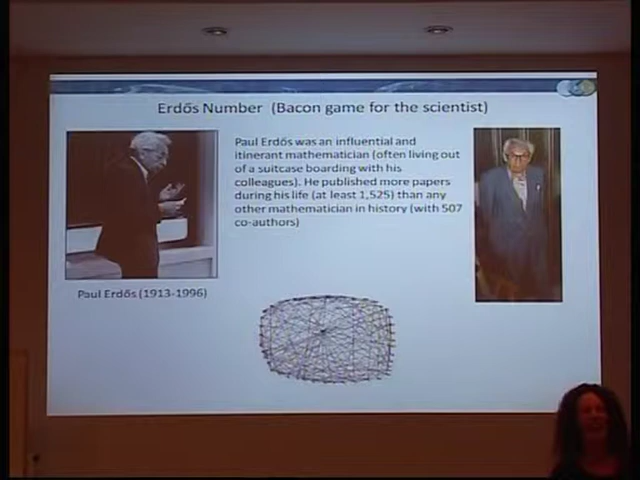 Erdős Number (Bacon game for the scientist)
Paul Erdős was an influential and
itinerant mathematician (often living out
of a suitcase boarding with his
colleagues). He published more papers
during his life (at least 1,525) than any
other mathematician in history (with 507
co-authors)
Paul Erdős (1913-1996)